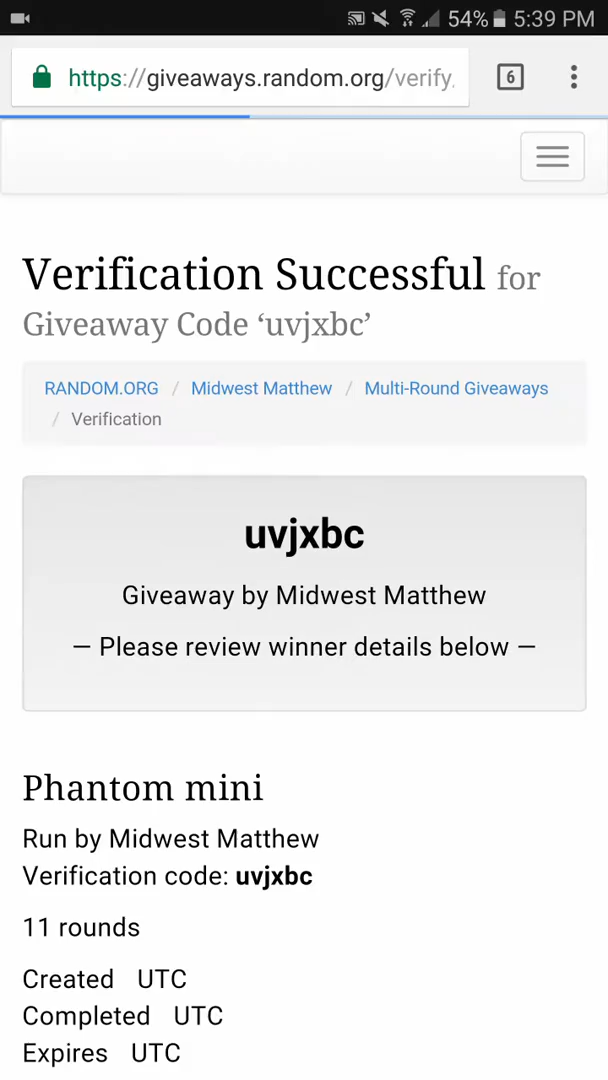 54% 5:39 PM
https://giveaways.random.org/verify.
6
Verification Successful for
Giveaway Code ‘uvjxbc’
RANDOM.ORG / Midwest Matthew / Multi-Round Giveaways
/ Verification
uvjxbc
Giveaway by Midwest Matthew
— Please review winner details below —
Phantom mini
Run by Midwest Matthew
Verification code: uvjxbc
11 rounds
Created UTC
Completed UTC
Expires UTC